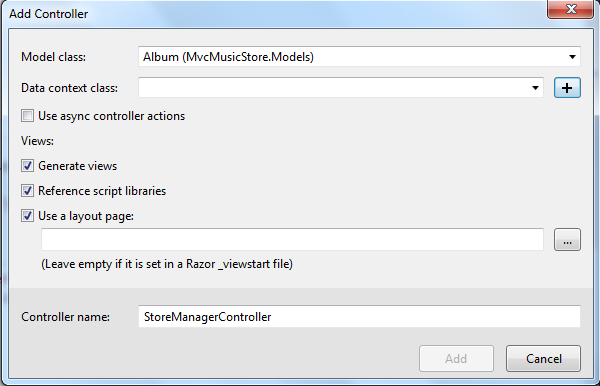 Add Controller
Model class: Album (MvcMusicStore.Models)
Data context class:
Use async controller actions
Views:
Generate views
Reference script libraries
Use a layout page:
...
(Leave empty if it is set in a Razor _viewstart file)
Controller name: StoreManagerController
Add Cancel